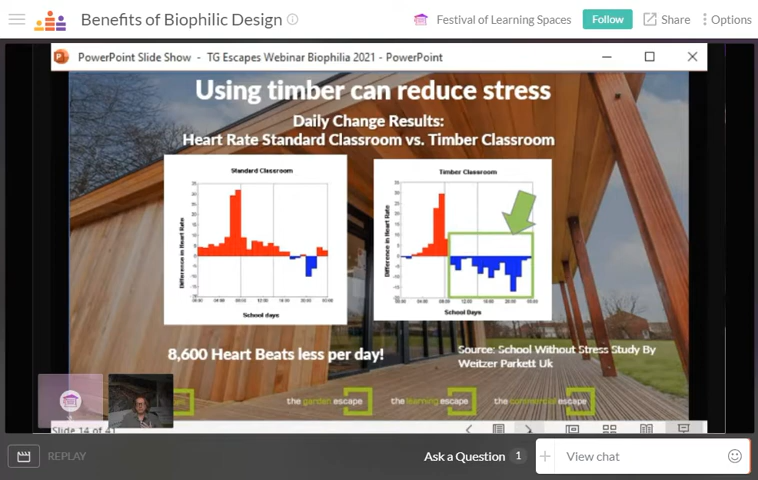 Benefits of Biophilic Design
Festival of Learning Spaces
Follow
Share
Options
PowerPoint Slide Show - TG Escapes Webinar Biophilia 2021 - PowerPoint
Using timber can reduce stress
Daily Change Results:
Heart Rate Standard Classroom vs. Timber Classroom
Standard Classroom
Difference in Heart Rate
School days
Timber Classroom
Difference in Heart Rate
School Days
8,600 Heart Beats less per day!
Source: School Without Stress Study By
Weitzer Parkett Uk
the garden escape
the learning escape
the commercial escape
Slide 14 of 41
REPLAY
Ask a Question 1
View chat